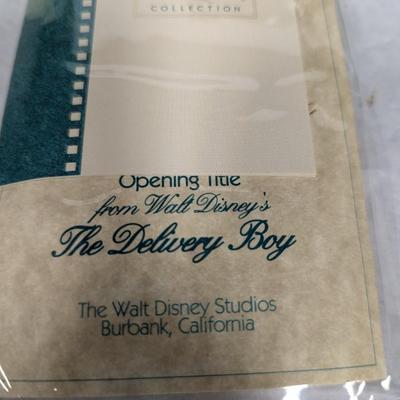 COLLECTION
Opening Title
from Walt Disney's
The Delivery Boy
The Walt Disney Studios
Burbank, California